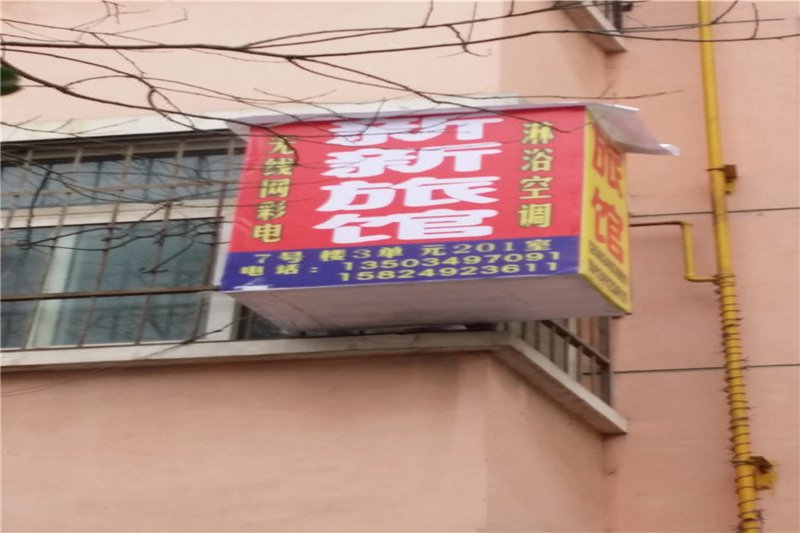 新新旅馆
无线网彩电
淋浴空调
7号楼3单元201室
电话：13503497091
15824923611
旅馆